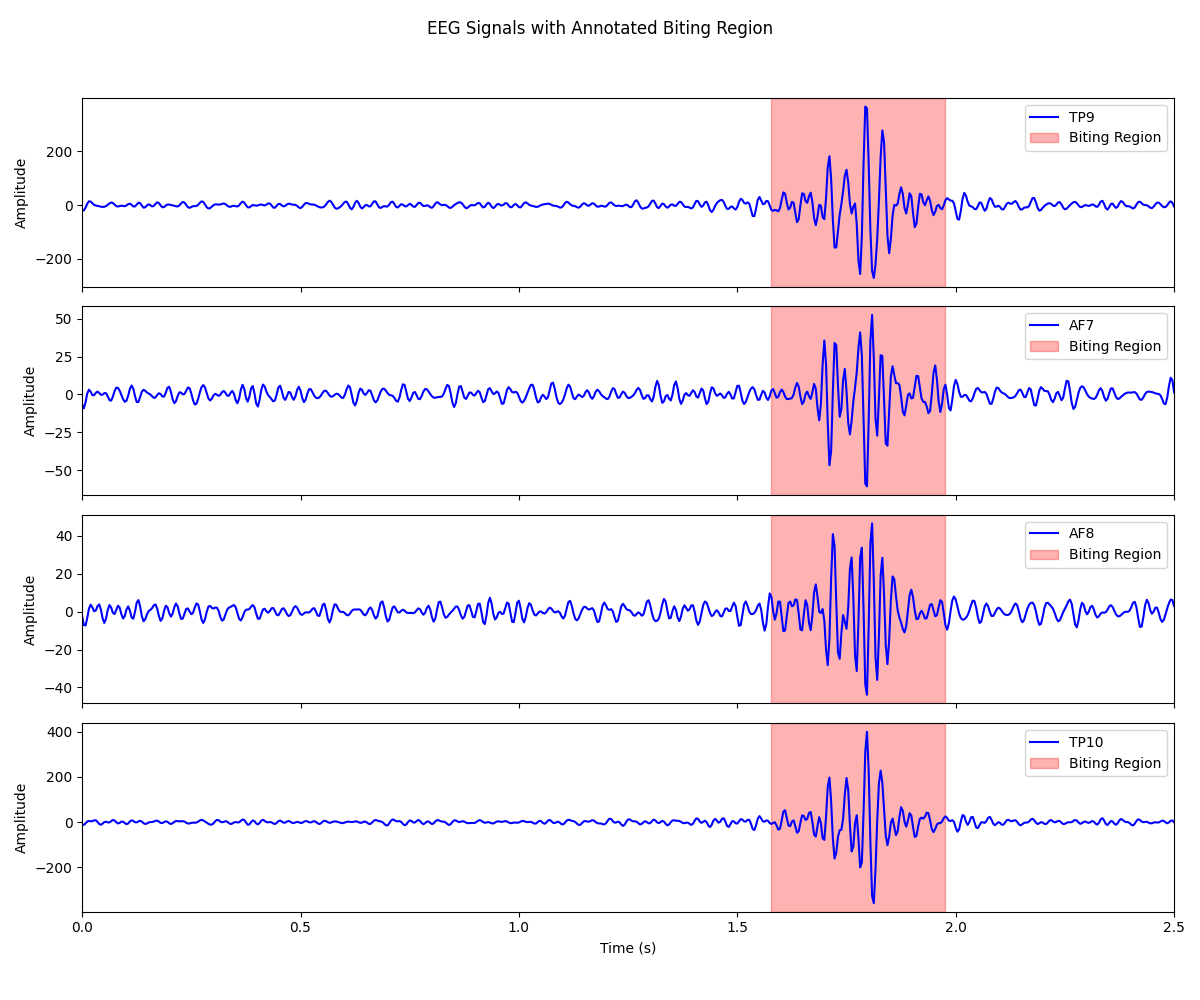 EEG Signals with Annotated Biting Region
TP9
Biting Region
Amplitude
200
0
−200
AF7
Biting Region
Amplitude
50
25
0
−25
−50
AF8
Biting Region
Amplitude
40
20
0
−20
−40
TP10
Biting Region
Amplitude
400
200
0
−200
0.0 0.5 1.0 1.5 2.0 2.5
Time (s)